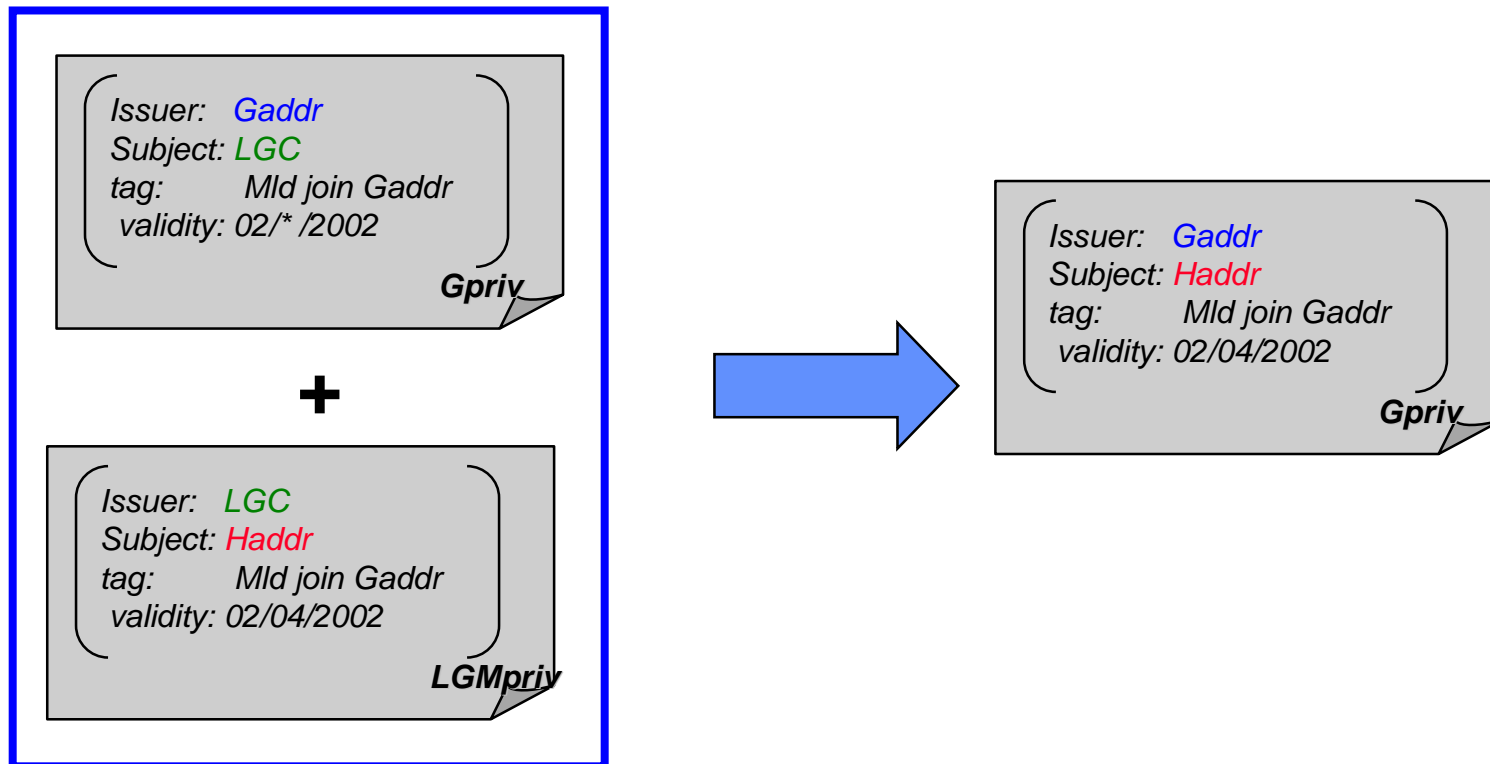 Issuer: Gaddr
Subject: LGC
tag: MId join Gaddr
validity: 02/* /2002
Gpriv
+
Issuer: LGC
Subject: Haddr
tag: MId join Gaddr
validity: 02/04/2002
LGMpriv
Issuer: Gaddr
Subject: Haddr
tag: MId join Gaddr
validity: 02/04/2002
Gpriv